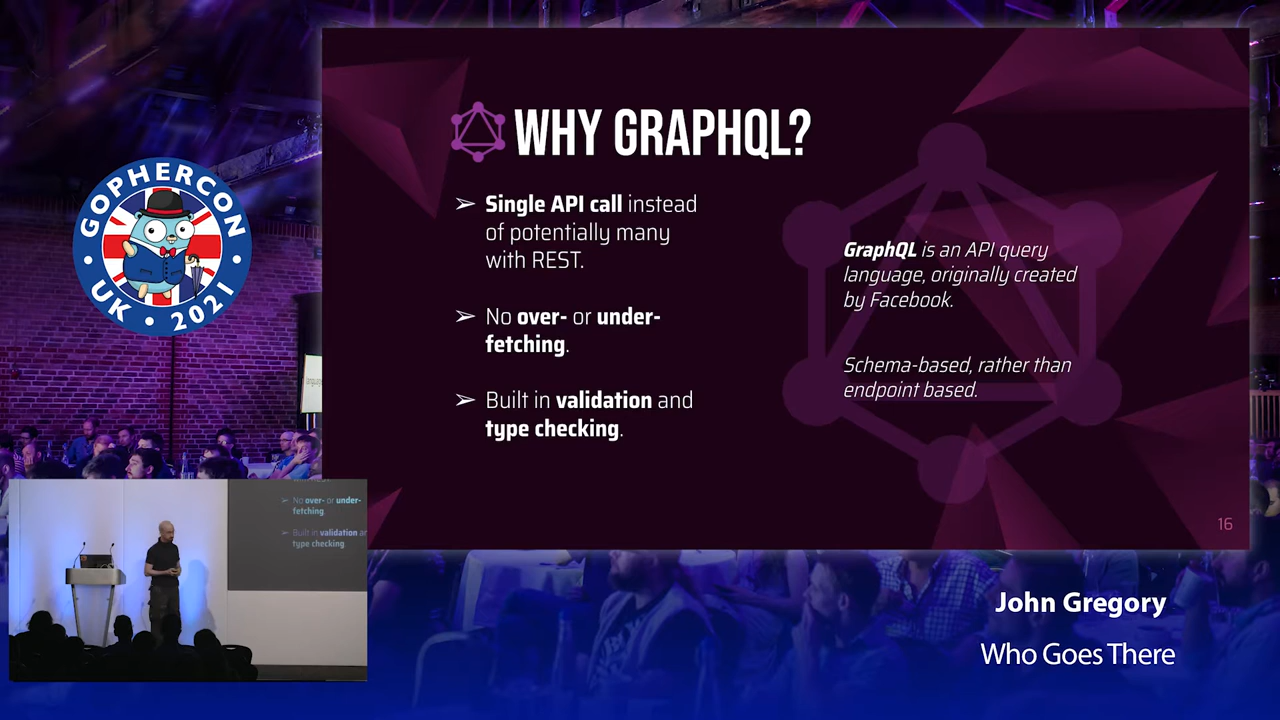 GOPHERCON
UK • 2021
WHY GRAPHQL?
➢ Single API call instead
of potentially many
with REST.
➢ No over- or under-
fetching.
➢ Built in validation and
type checking.
GraphQL is an API query
language, originally created
by Facebook.
Schema-based, rather than
endpoint based.
16
➢ No over- or under-
fetching
➢ Built in validation ar
type checking
John Gregory
Who Goes There